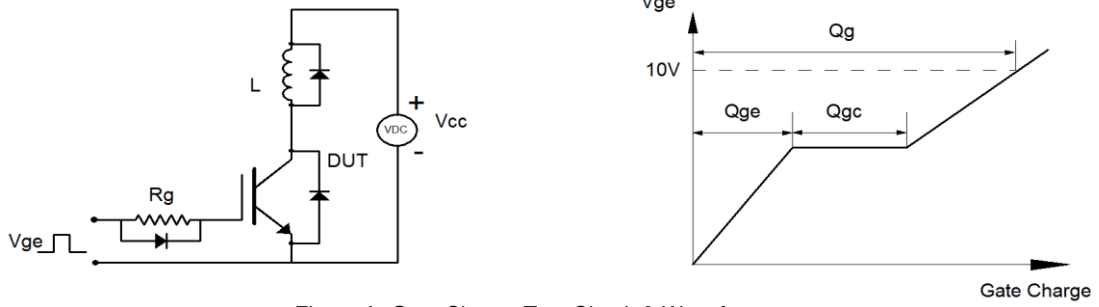 L
DUT
Rg
Vge
VDC
+
Vcc
-
Vge
Qg
10V
Qge
Qgc
Gate Charge